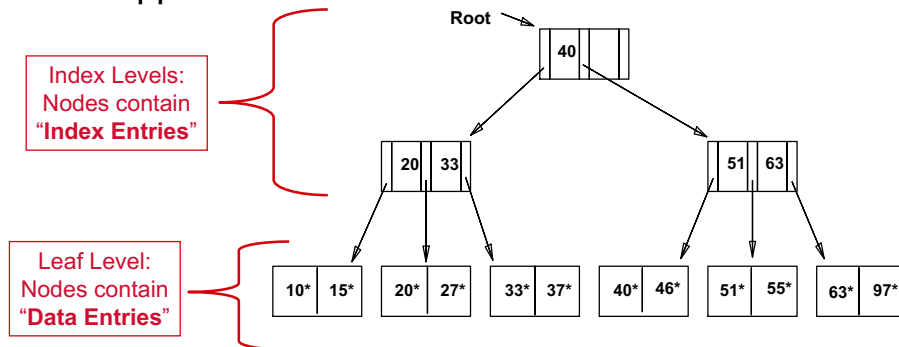 Root
40
Index Levels:
Nodes contain
“Index Entries”
20 33
51 63
Leaf Level:
Nodes contain
“Data Entries”
10* 15*
20* 27*
33* 37*
40* 46*
51* 55*
63* 97*